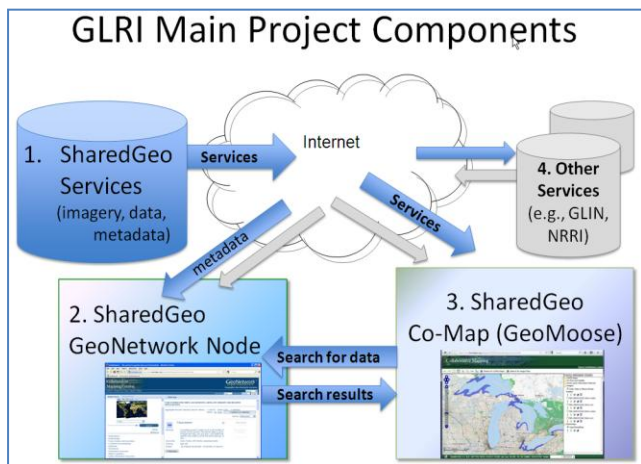 GLRI Main Project Components
1. SharedGeo
Services
(imagery, data,
metadata)
Services
Internet
4. Other
Services
(e.g., GLIN,
NRRI)
metadata
Services
2. SharedGeo
GeoNetwork Node
Search for data
Search results
3. SharedGeo
Co-Map (GeoMoose)